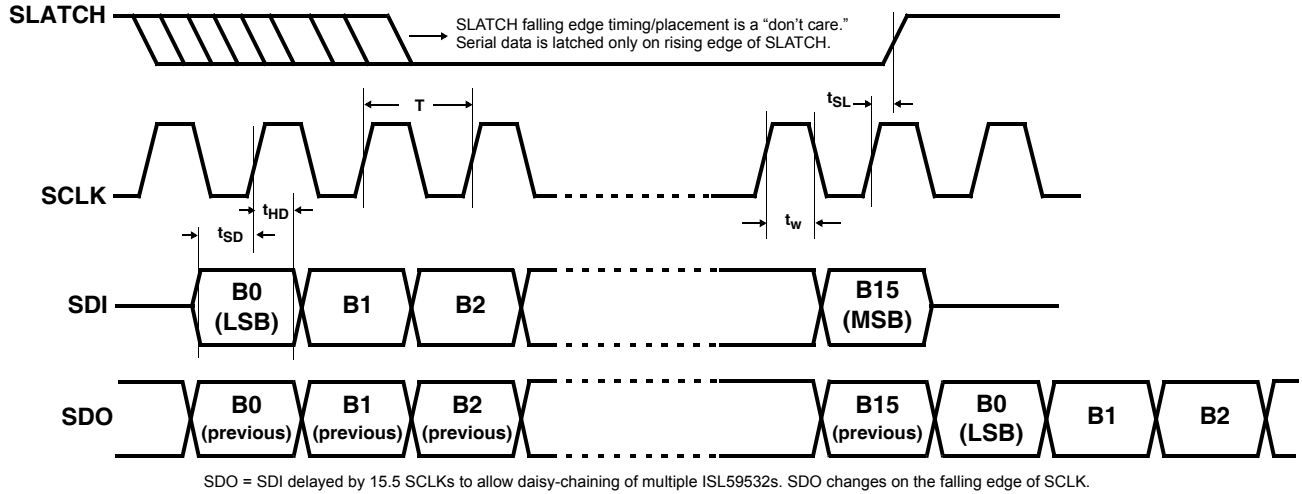 SLATCH
SLATCH falling edge timing/placement is a “don’t care.”
Serial data is latched only on rising edge of SLATCH.
T
tSL
SCLK
tHD
tSD
tw
SDI
B0
(LSB)
B1
B2
B15
(MSB)
SDO
B0
(previous)
B1
(previous)
B2
(previous)
B15
(previous)
B0
(LSB)
B1
B2
SDO = SDI delayed by 15.5 SCLKs to allow daisy-chaining of multiple ISL59532s. SDO changes on the falling edge of SCLK.